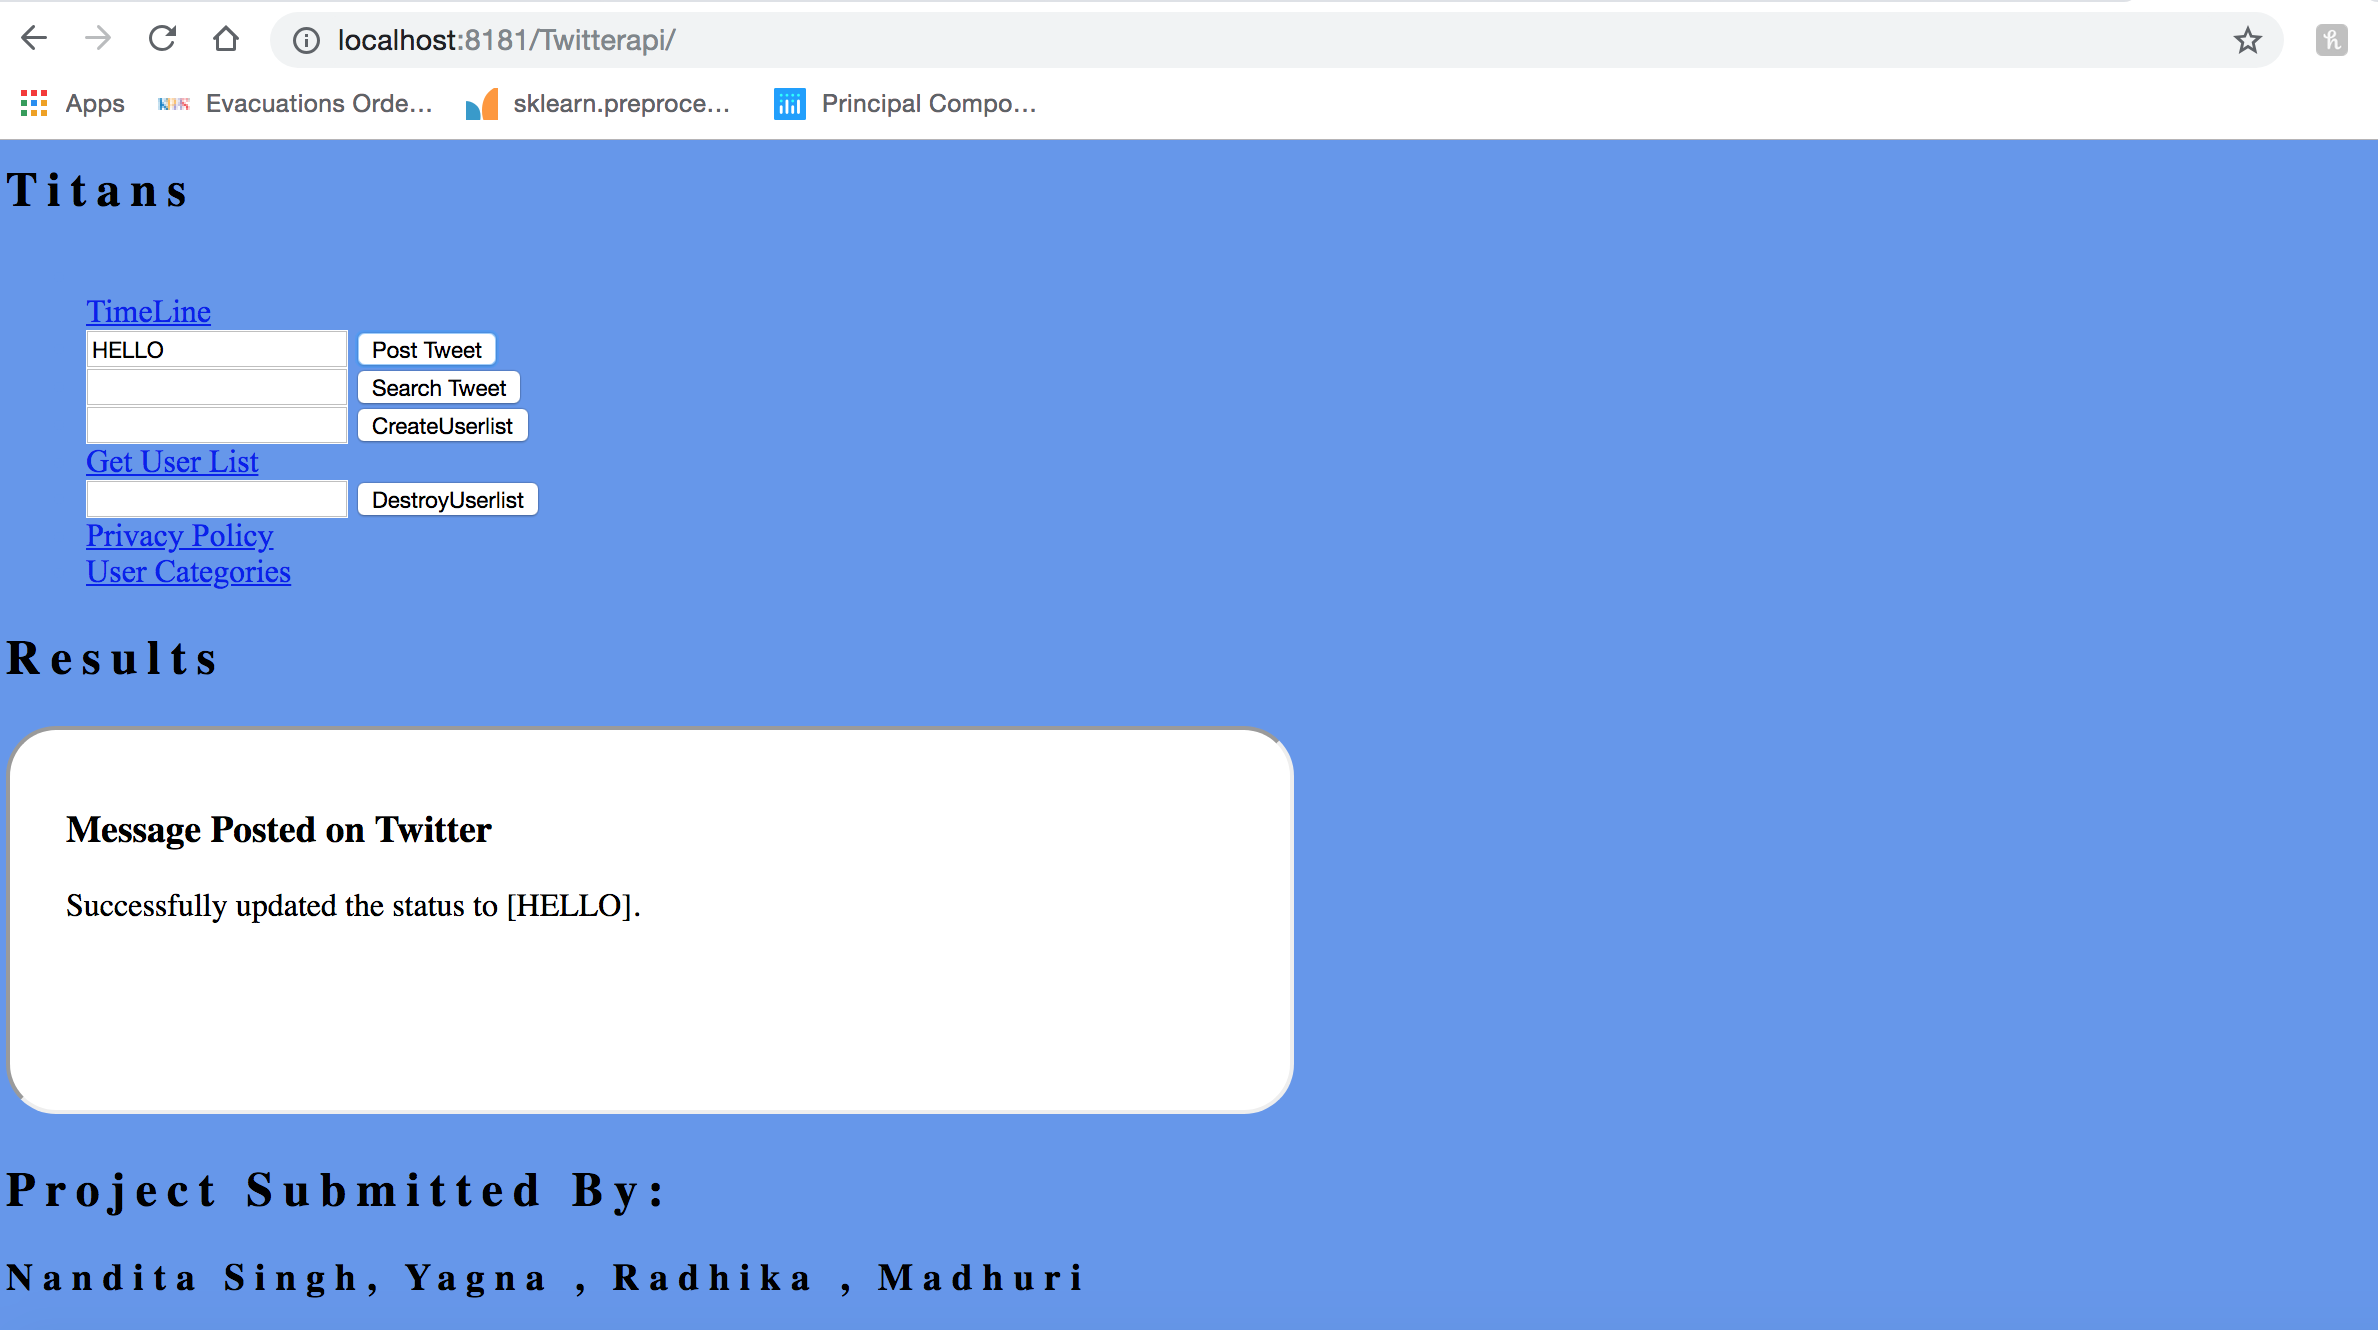 localhost:8181/Twitterapi/
Apps Evacuations Orde... sklearn.preproce... Principal Compo...
Titans
TimeLine
HELLO Post Tweet
Search Tweet
CreateUserlist
Get User List
DestroyUserlist
Privacy Policy
User Categories
Results
Message Posted on Twitter
Successfully updated the status to [HELLO].
Project Submitted By:
Nandita Singh, Yagna , Radhika , Madhuri